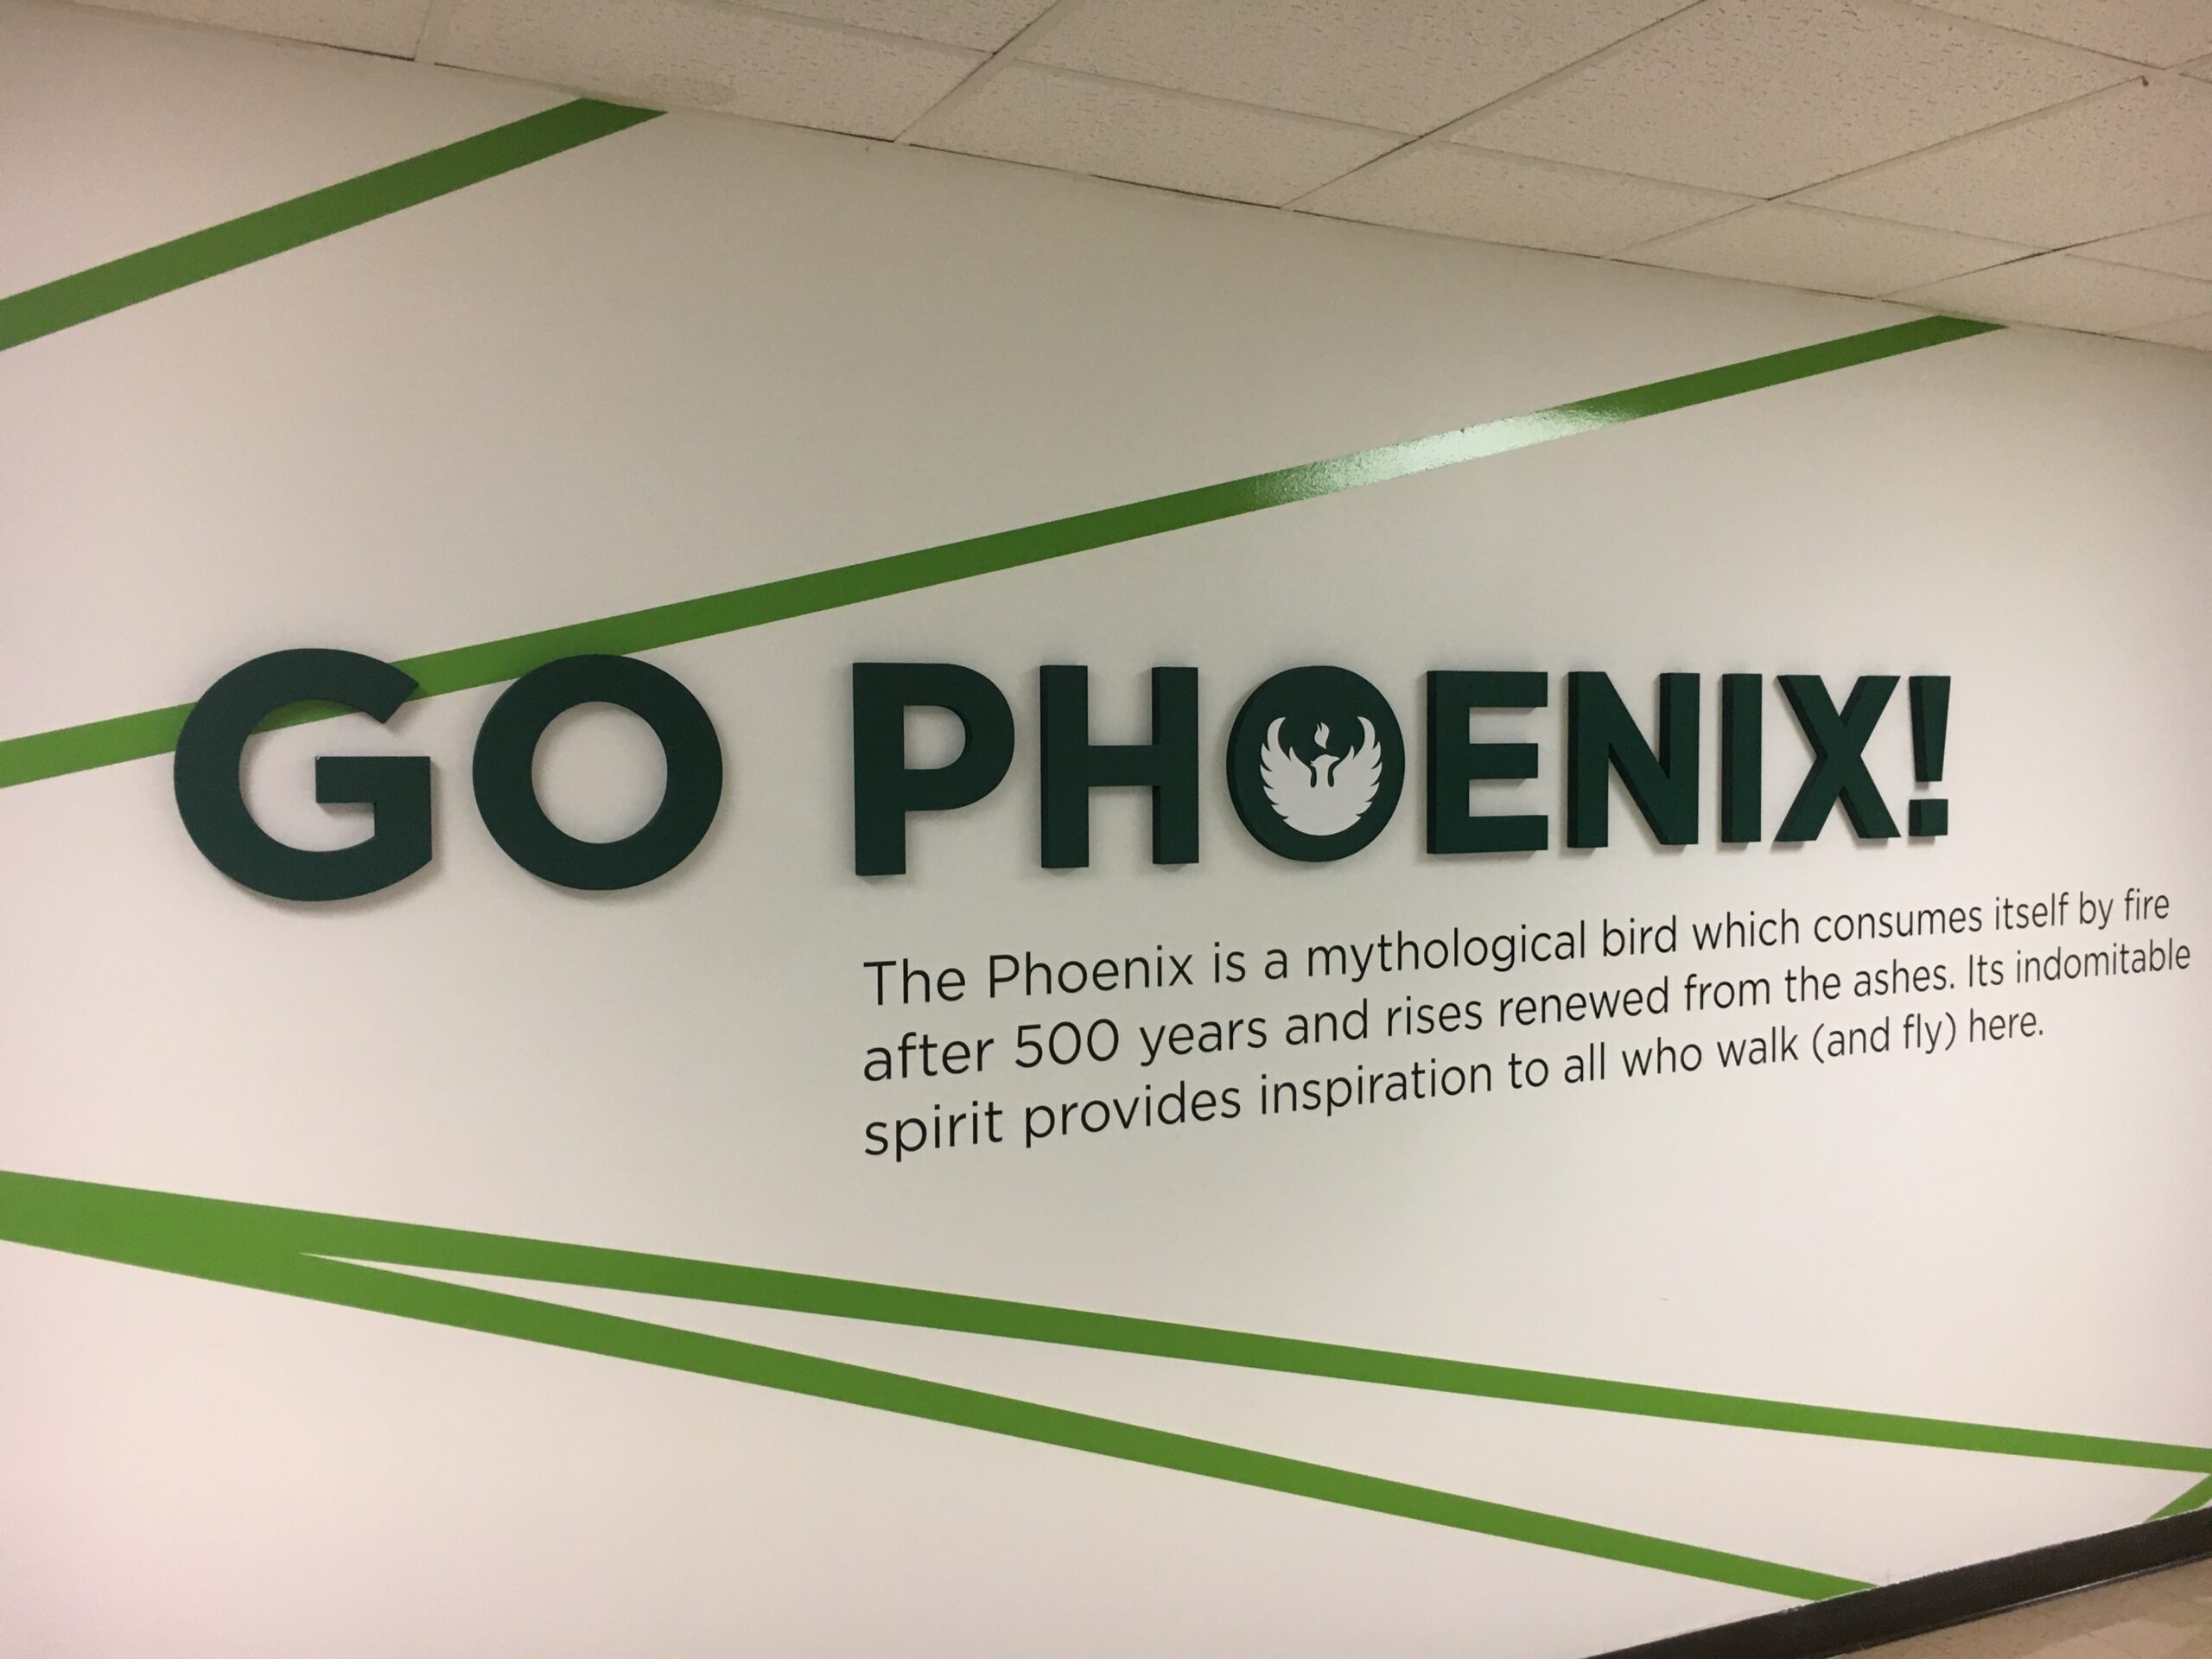 GO PHOENIX!
The Phoenix is a mythological bird which consumes itself by fire
after 500 years and rises renewed from the ashes. Its indomitable
spirit provides inspiration to all who walk (and fly) here.